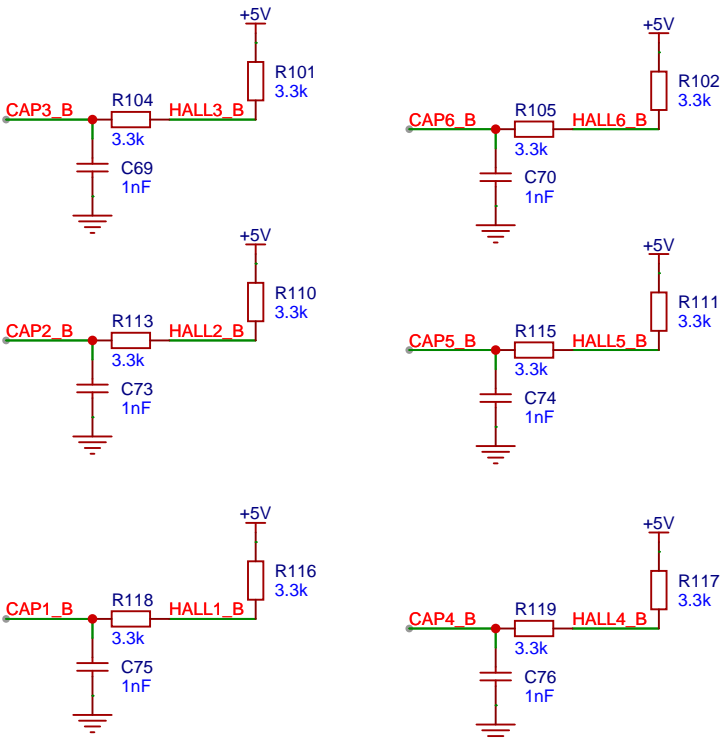 +5V
R101
3.3k
CAP3_B
R104
HALL3_B
3.3k
C69
1nF
+5V
R102
3.3k
CAP6_B
R105
HALL6_B
3.3k
C70
1nF
+5V
R110
3.3k
CAP2_B
R113
HALL2_B
3.3k
C73
1nF
+5V
R111
3.3k
CAP5_B
R115
HALL5_B
3.3k
C74
1nF
+5V
R116
3.3k
CAP1_B
R118
HALL1_B
3.3k
C75
1nF
+5V
R117
3.3k
CAP4_B
R119
HALL4_B
3.3k
C76
1nF